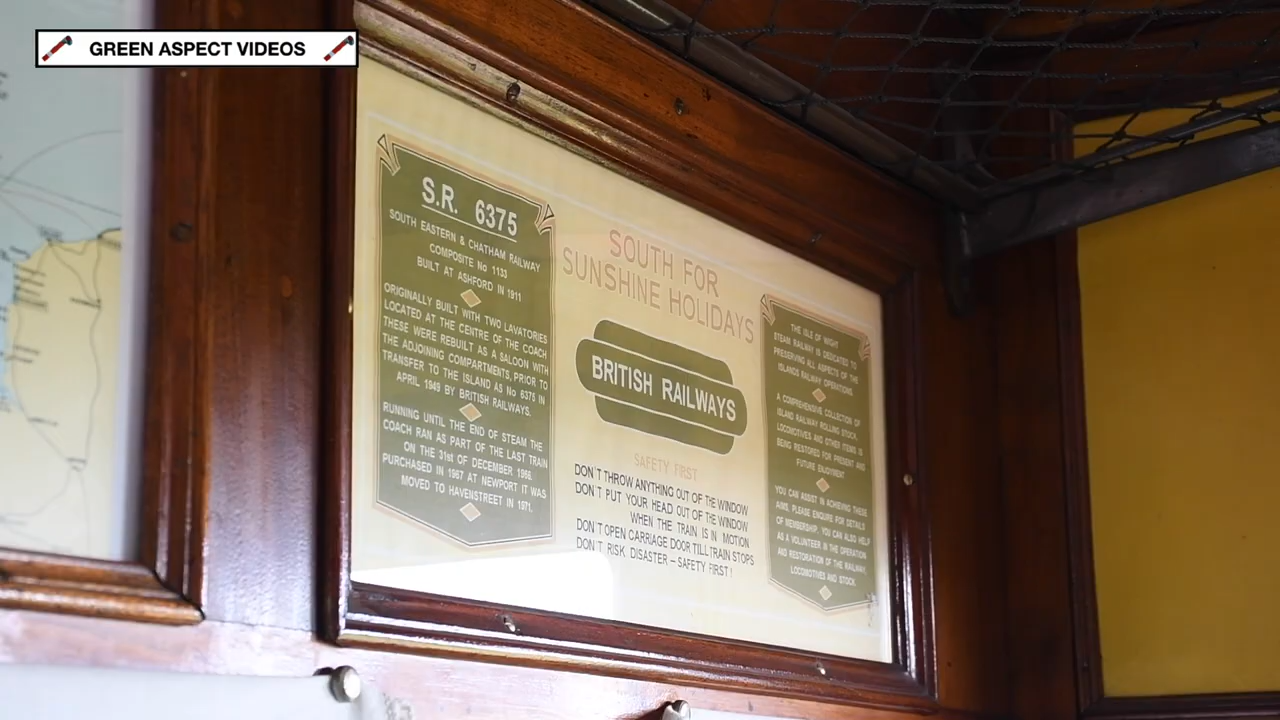 GREEN ASPECT VIDEOS
S.R. 6375
SOUTH EASTERN & CHATHAM RAILWAY
COMPOSITE No 1133
BUILT AT ASHFORD IN 1911
ORIGINALLY BUILT WITH TWO LAVATORIES
LOCATED AT THE CENTRE OF THE COACH
THESE WERE REBUILT AS A SALOON WITH
THE ADJOINING COMPARTMENTS, PRIOR TO
TRANSFER TO THE ISLAND AS No 6375 IN
APRIL 1949 BY BRITISH RAILWAYS.
RUNNING UNTIL THE END OF STEAM THE
COACH RAN AS PART OF THE LAST TRAIN
ON THE 31st OF DECEMBER 1966.
PURCHASED IN 1967 AT NEWPORT IT WAS
MOVED TO HAVENSTREET IN 1971.
SOUTH FOR
SUNSHINE HOLIDAYS
BRITISH RAILWAYS
SAFETY FIRST
DON'T THROW ANYTHING OUT OF THE WINDOW
DON'T PUT YOUR HEAD OUT OF THE WINDOW
WHEN THE TRAIN IS IN MOTION
DON'T OPEN CARRIAGE DOOR TILL TRAIN STOPS
DON'T RISK DISASTER – SAFETY FIRST!
THE ISLE OF WIGHT
STEAM RAILWAY IS DEDICATED TO
PRESERVING ALL ASPECTS OF THE
ISLANDS RAILWAY OPERATIONS
A COMPREHENSIVE COLLECTION OF
ISLAND RAILWAY ROLLING STOCK,
LOCOMOTIVES AND OTHER ITEMS IS
BEING RESTORED FOR PRESENT AND
FUTURE ENJOYMENT
YOU CAN ASSIST IN ACHIEVING THESE
AIMS, PLEASE ENQUIRE FOR DETAILS
OF MEMBERSHIP. YOU CAN ALSO HELP
AS A VOLUNTEER IN THE OPERATION
AND RESTORATION OF THE RAILWAY,
LOCOMOTIVES AND STOCK.